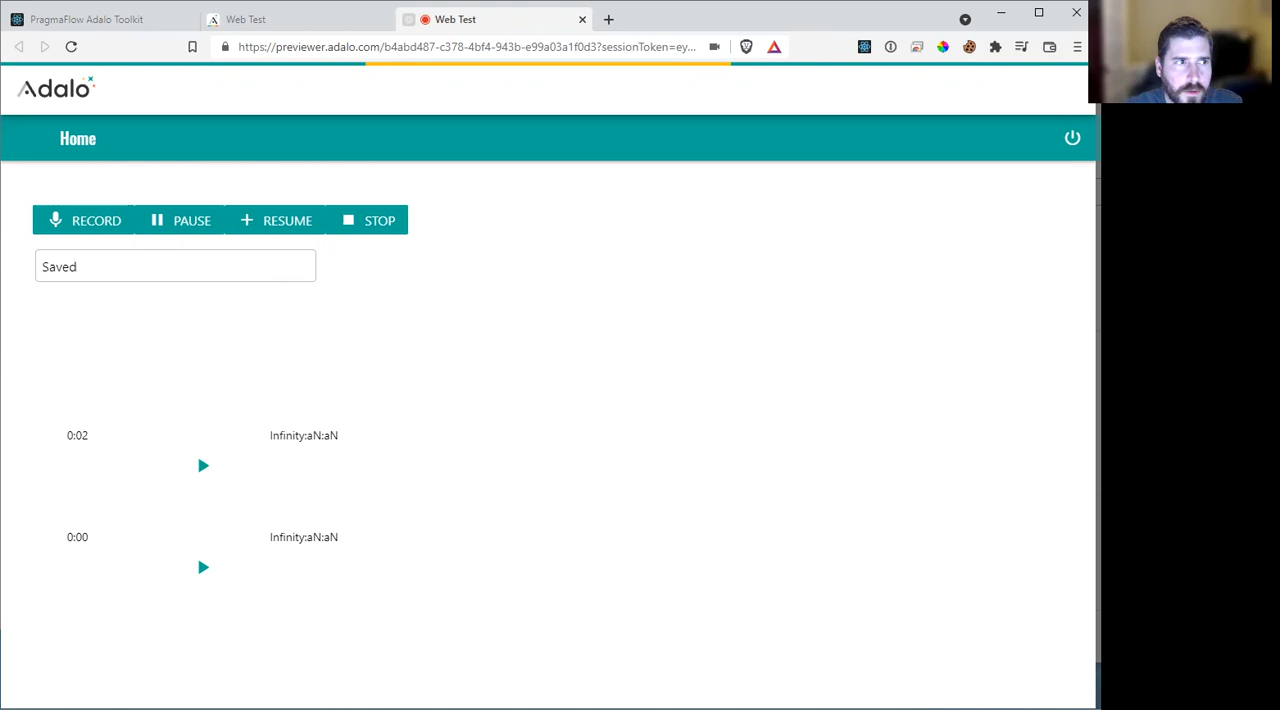 PragmaFlow Adalo Toolkit
Web Test
Web Test
https://previewer.adalo.com/b4abd487-c378-4bf4-943b-e99a03a1f0d3?sessionToken=ey...
Adalo
Home
RECORD PAUSE RESUME STOP
Saved
0:02 Infinity:aN:aN
0:00 Infinity:aN:aN